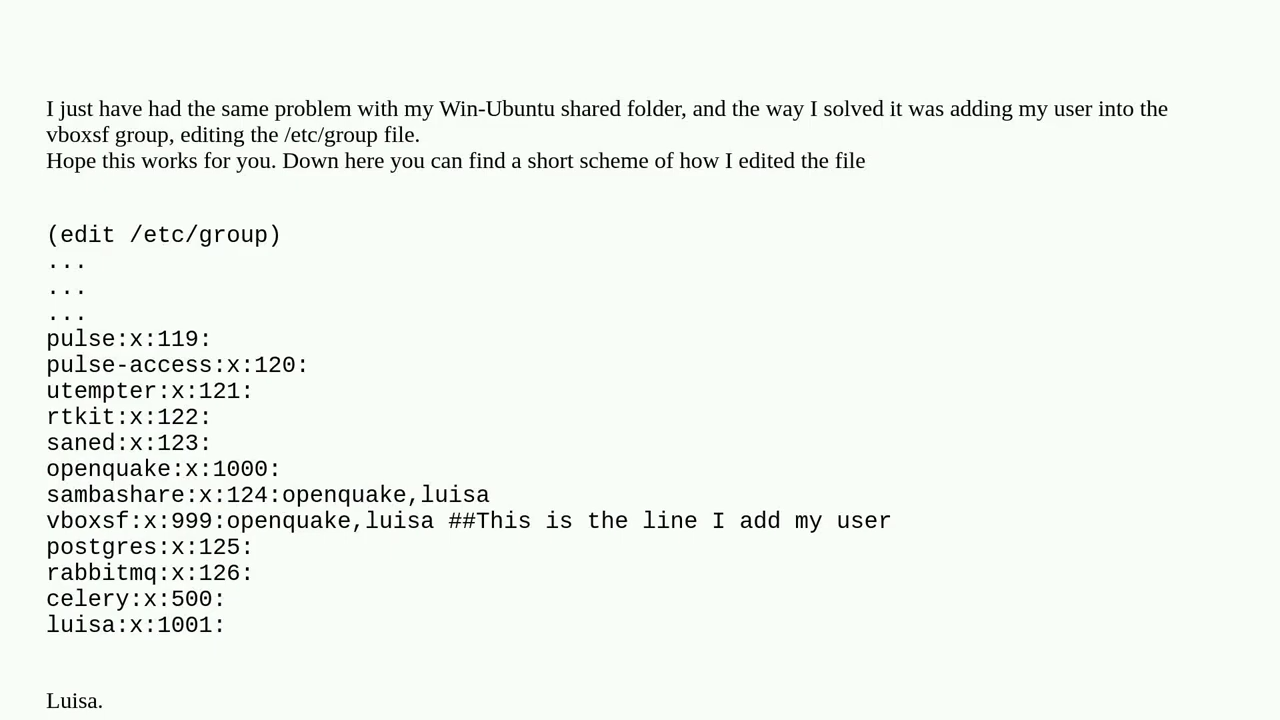 I just have had the same problem with my Win-Ubuntu shared folder, and the way I solved it was adding my user into the
vboxsf group, editing the /etc/group file.
Hope this works for you. Down here you can find a short scheme of how I edited the file
(edit /etc/group)
...
...
...
pulse:x:119:
pulse-access:x:120:
utempter:x:121:
rtkit:x:122:
saned:x:123:
openquake:x:1000:
sambashare:x:124:openquake,luisa
vboxsf:x:999:openquake,luisa ##This is the line I add my user
postgres:x:125:
rabbitmq:x:126:
celery:x:500:
luisa:x:1001:
Luisa.